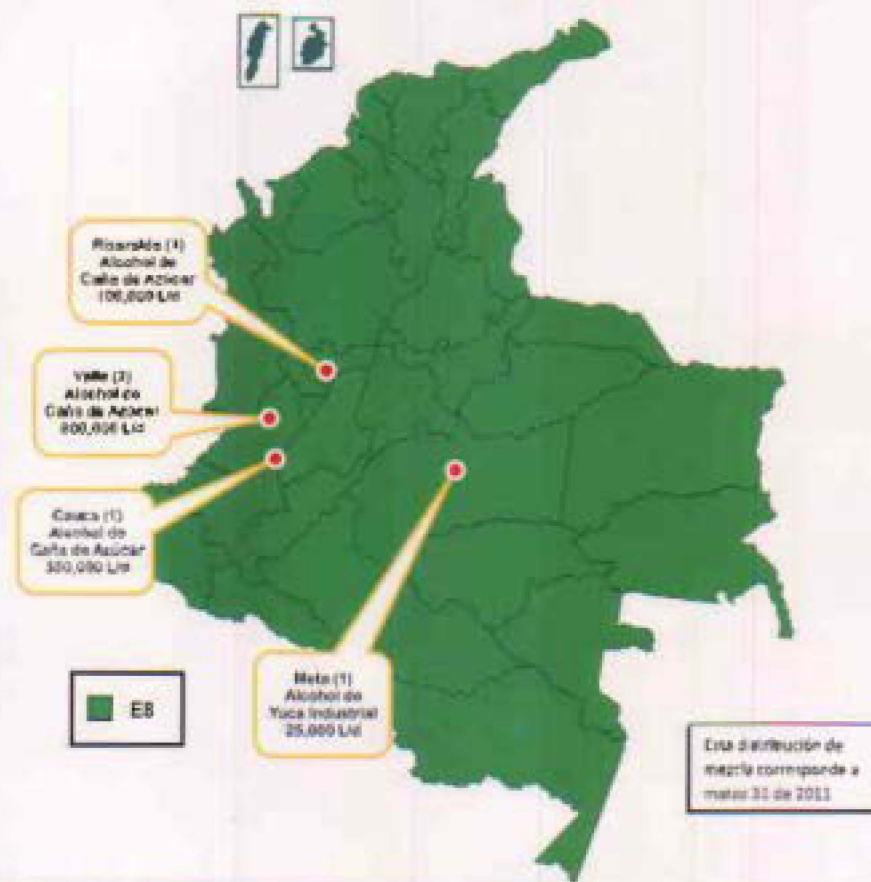 Risaralda (1)
Alcohol de
Caña de Azúcar
100,000 L/d
Valle (3)
Alcohol de
Caña de Azúcar
L/d
Cauca (1)
Alcohol de
Caña de Azúcar
L/d
Meta (1)
Alcohol de
Yuca Industrial
25,000 L/d
E8
Esta distribución de
mezcla corresponde a
31 de 2011